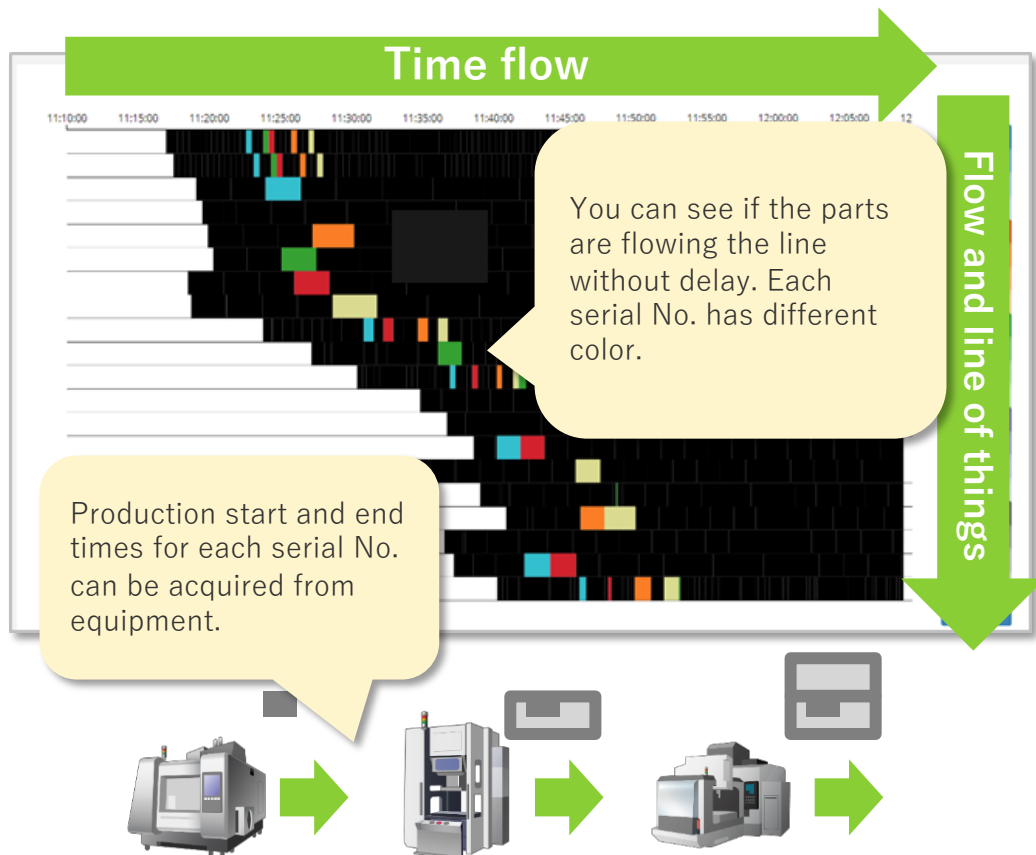 Time flow
11:10:00 11:15:00 11:20:00 11:25:00 11:30:00 11:35:00 11:40:00 11:45:00 11:50:00 11:55:00 12:00:00 12:05:00 12
You can see if the parts
are flowing the line
without delay. Each
serial No. has different
color.
Flow and line of things
Production start and end
times for each serial No.
can be acquired from
equipment.